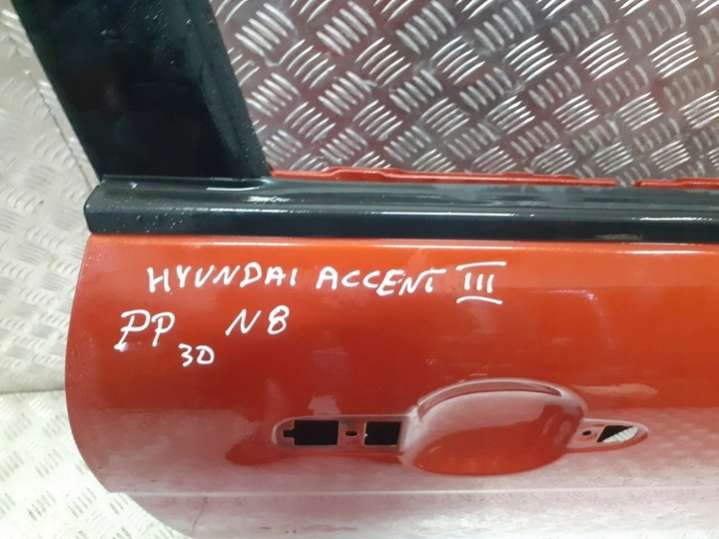 HYUNDAI ACCENT III
PP 3D N8